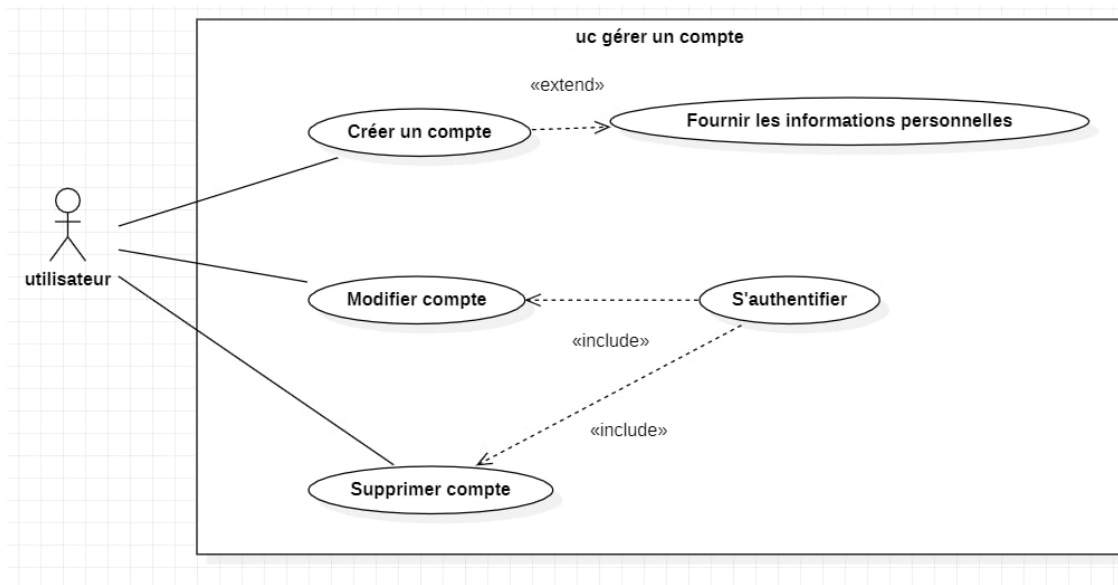 uc gérer un compte
«extend»
Créer un compte
Fournir les informations personnelles
utilisateur
Modifier compte
S'authentifier
«include»
«include»
Supprimer compte